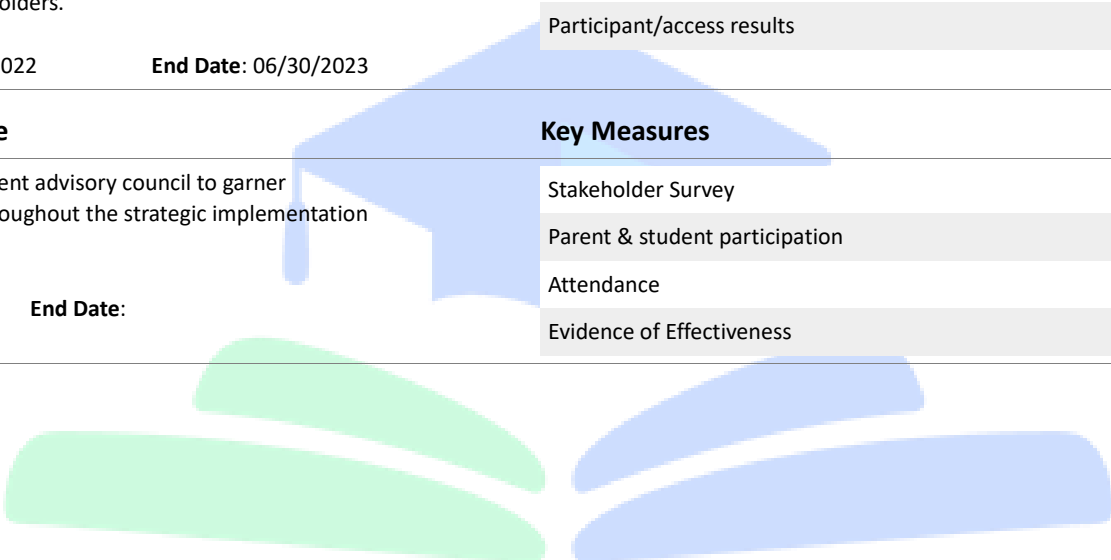 olders.
Participant/access results
022 End Date: 06/30/2023
e Key Measures
ent advisory council to garner
oughout the strategic implementation
Stakeholder Survey
Parent & student participation
Attendance
End Date:
Evidence of Effectiveness